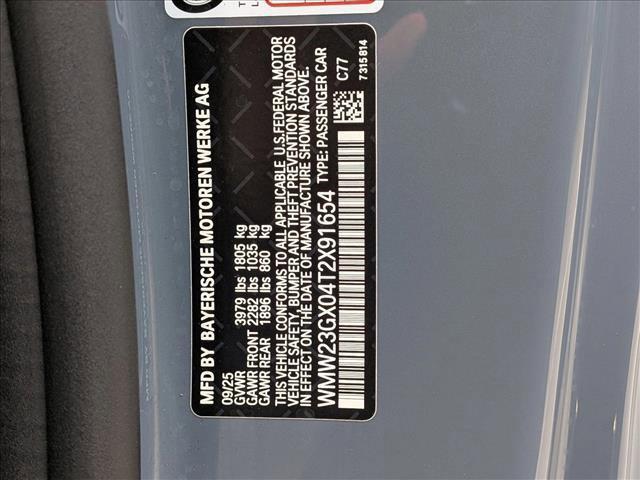 MFD BY BAYERISCHE MOTOREN WERKE AG
09/25
GVWR 3979 lbs 1805 kg
GAWR FRONT 2282 lbs 1035 kg
GAWR REAR 1896 lbs 860 kg
THIS VEHICLE CONFORMS TO ALL APPLICABLE U.S. FEDERAL MOTOR
VEHICLE SAFETY, BUMPER AND THEFT PREVENTION STANDARDS
IN EFFECT ON THE DATE OF MANUFACTURE SHOWN ABOVE.
WMW23GX04T2X91654 TYPE: PASSENGER CAR
C77
7315814